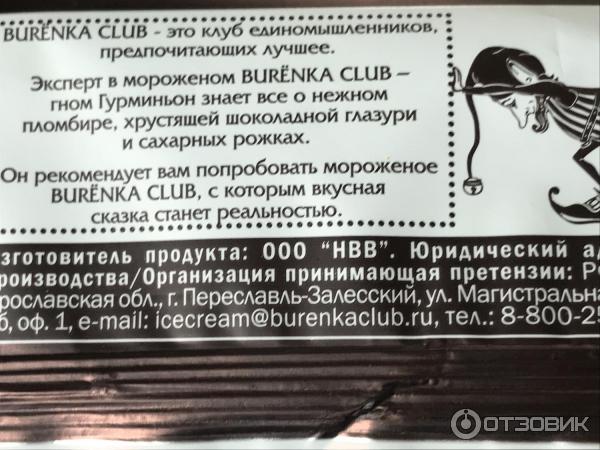 BURЁNKA CLUB - это клуб единомышленников,
предпочитающих лучшее.
Эксперт в мороженом BURЁNKA CLUB –
гном Гурминьон знает все о нежном
пломбире, хрустящей шоколадной глазури
и сахарных рожках.
Он рекомендует вам попробовать мороженое
BURЁNKA CLUB, с которым вкусная
сказка станет реальностью.
зготовитель продукта: ООО "НВВ". Юридический ад
роизводства/Организация принимающая претензии: Р
рославская обл., г. Переславль-Залесский, ул. Магистральна
б, оф. 1, e-mail: icecream@burenkaclub.ru, тел.: 8-800-25
ОТЗОВИК